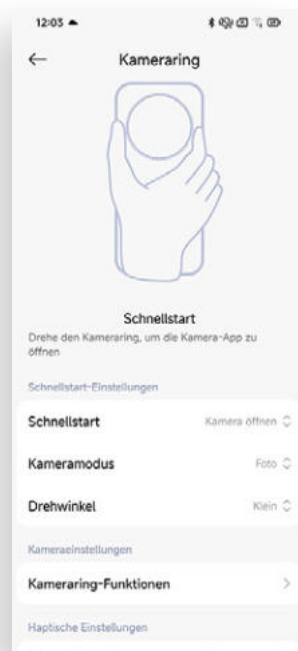 12:03
Kameraring
Schnellstart
Drehe den Kameraring, um die Kamera-App zu
öffnen
Schnellstart-Einstellungen
Schnellstart Kamera öffnen
Kameramodus Foto
Drehwinkel Klein
Kameraeinstellungen
Kameraring-Funktionen
Haptische Einstellungen